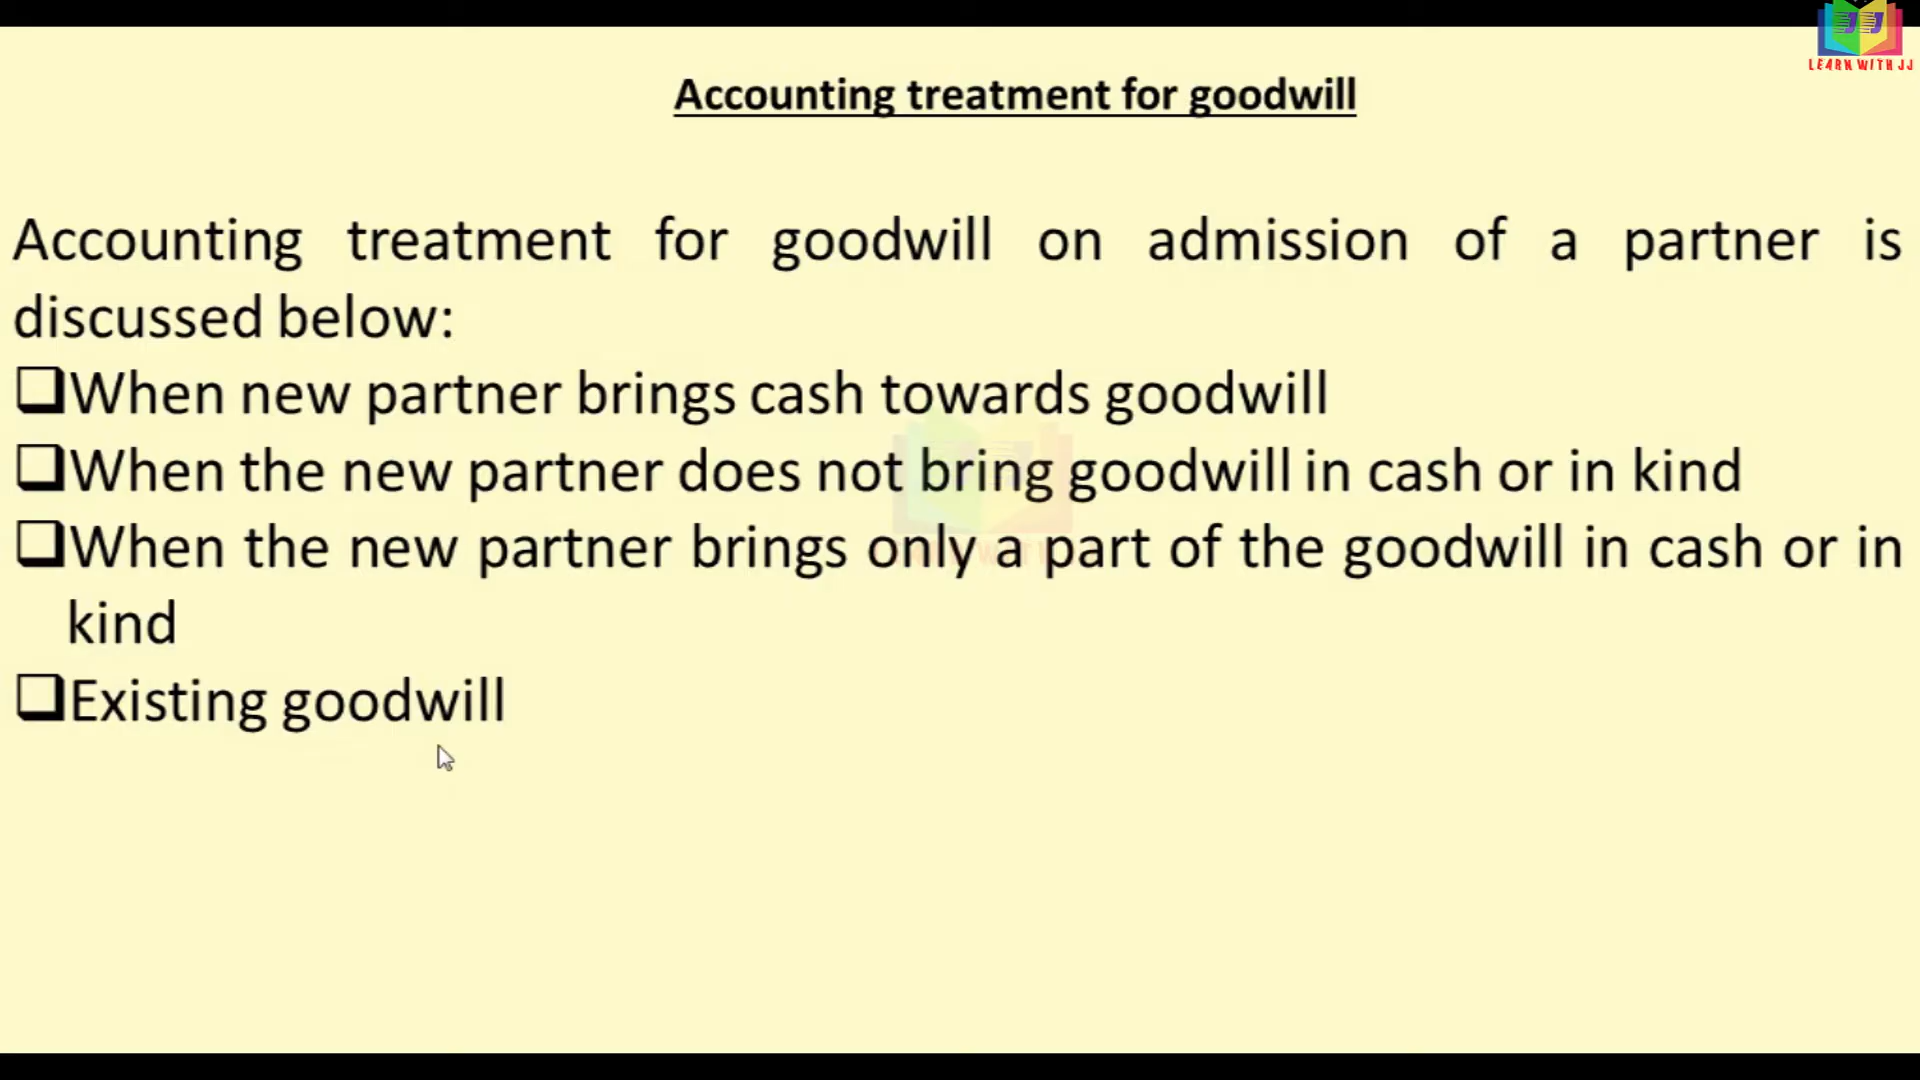 LEARN WITH JJ
Accounting treatment for goodwill
Accounting treatment for goodwill on admission of a partner is
discussed below:
❑When new partner brings cash towards goodwill
❑When the new partner does not bring goodwill in cash or in kind
❑When the new partner brings only a part of the goodwill in cash or in
kind
❑Existing goodwill